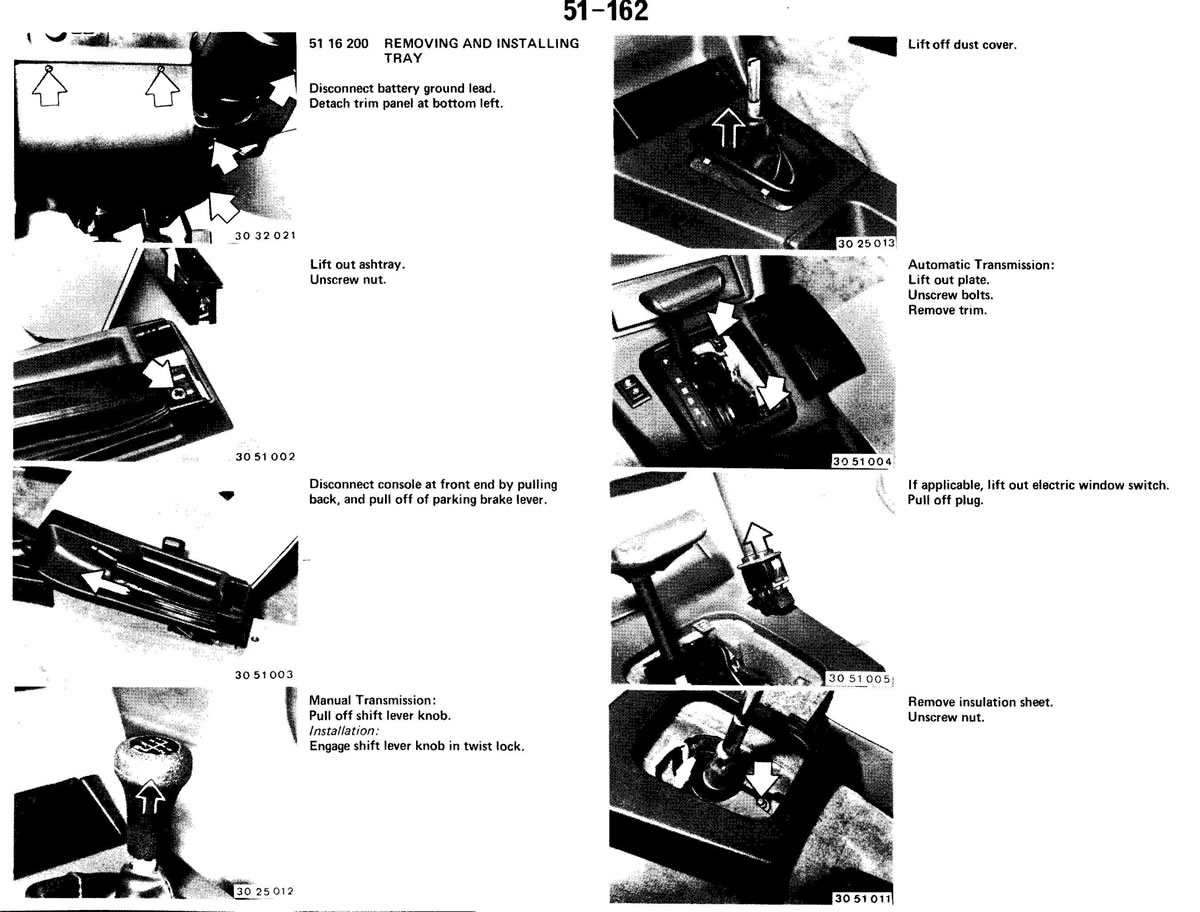 51-162
51 16 200 REMOVING AND INSTALLING
TRAY
Disconnect battery ground lead.
Detach trim panel at bottom left.
30 32 021
Lift out ashtray.
Unscrew nut.
30 51 002
Disconnect console at front end by pulling
back, and pull off of parking brake lever.
30 51 003
Manual Transmission:
Pull off shift lever knob.
Installation:
Engage shift lever knob in twist lock.
30 25 012
Lift off dust cover.
30 25 013
Automatic Transmission:
Lift out plate.
Unscrew bolts.
Remove trim.
30 51 004
If applicable, lift out electric window switch.
Pull off plug.
30 51 005
Remove insulation sheet.
Unscrew nut.
30 51 011